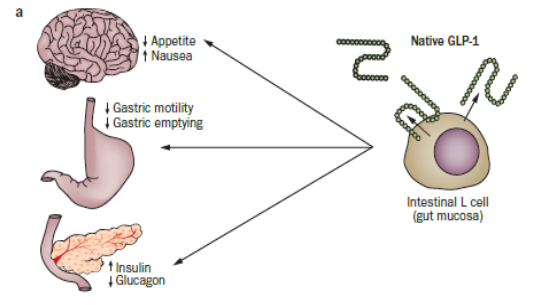 a
↓ Appetite
↑ Nausea
Native GLP-1
↓ Gastric motility
↓ Gastric emptying
Intestinal L cell
(gut mucosa)
↑ Insulin
↓ Glucagon